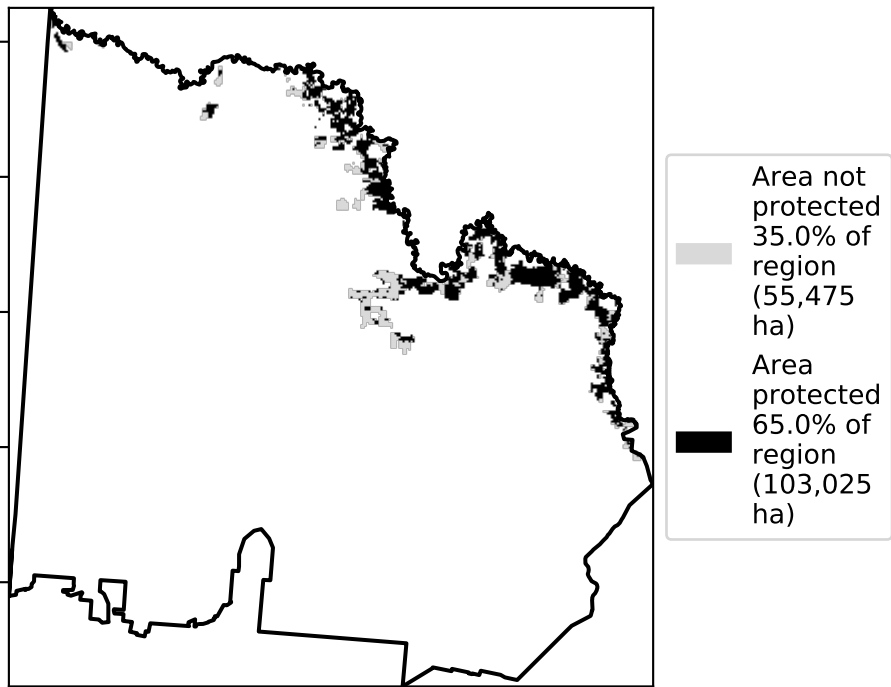 Area not
protected
35.0% of
region
(55,475
ha)
Area
protected
65.0% of
region
(103,025
ha)